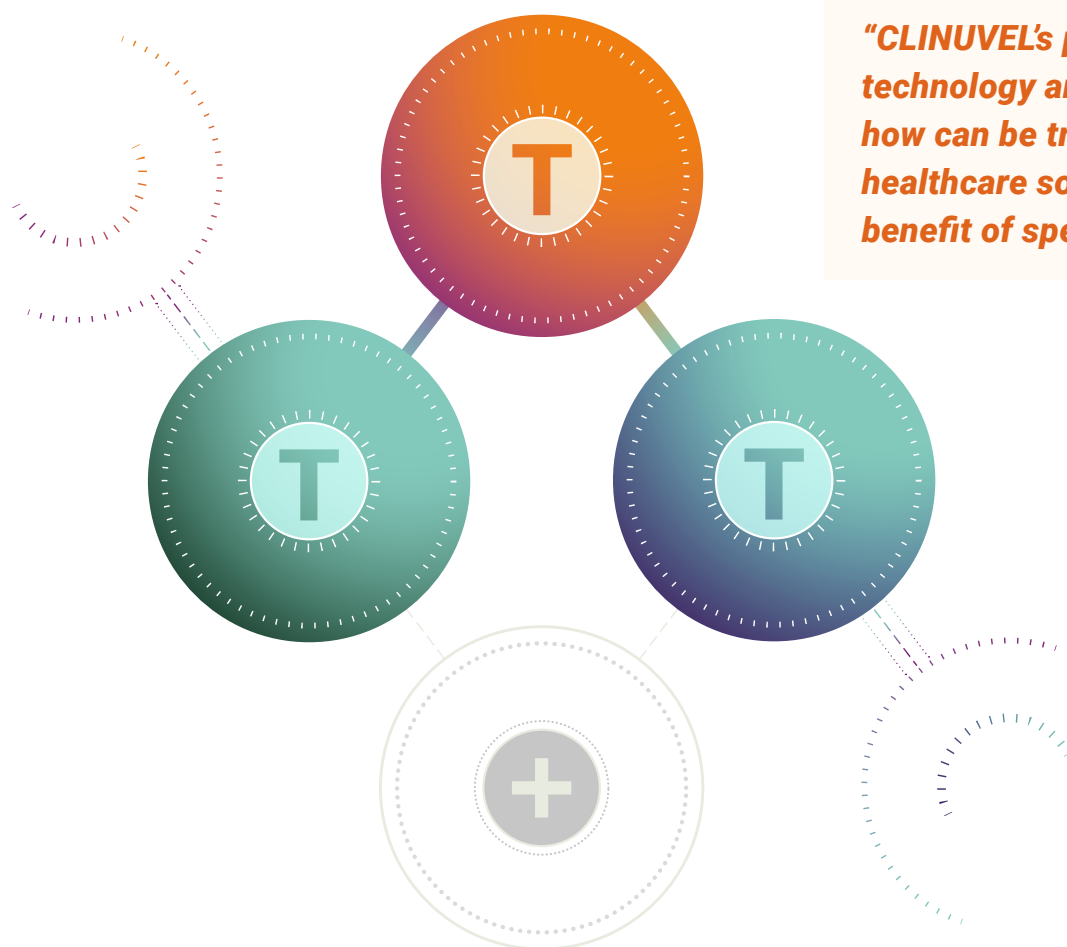 “CLINUVEL’s
technology
how can be
healthcare
benefit of
T
T T